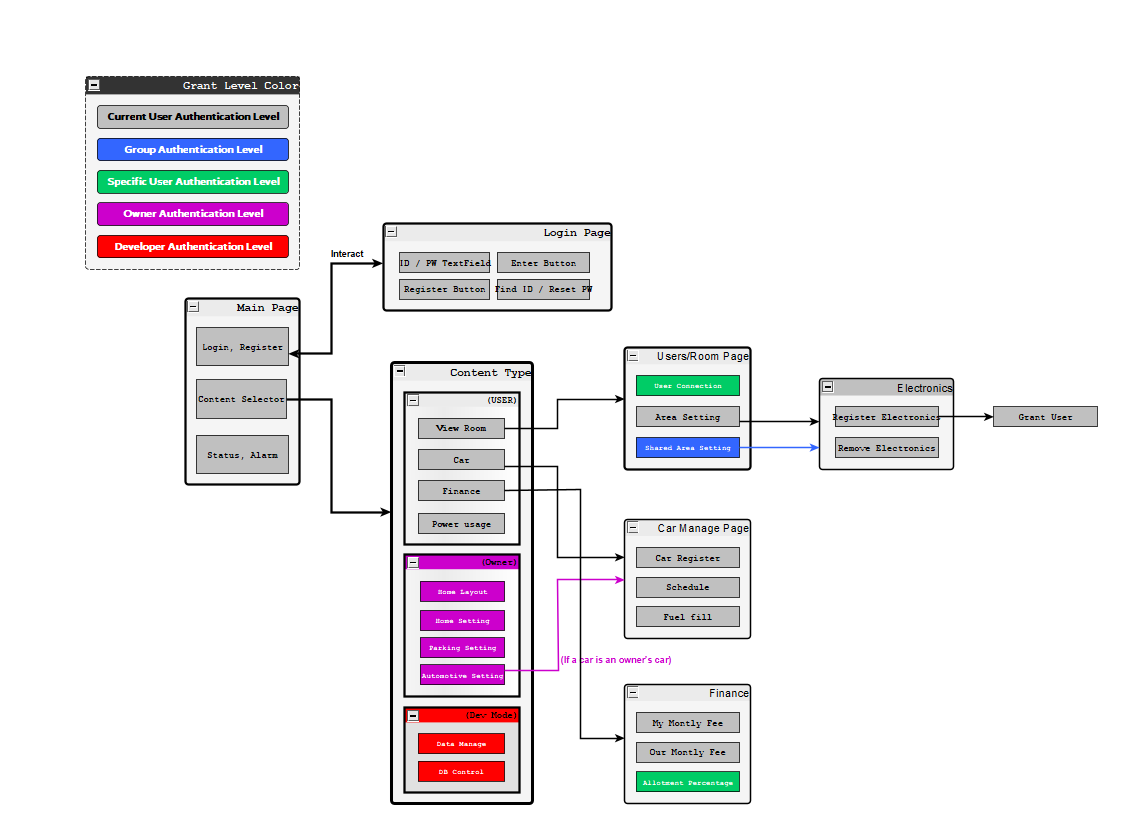 Grant Level Color
Current User Authentication Level
Group Authentication Level
Specific User Authentication Level
Owner Authentication Level
Developer Authentication Level
Login Page
ID / PW TextField
Enter Button
Register Button
Find ID / Reset PW
Interact
Main Page
Login, Register
Content Selector
Status, Alarm
Content Type
(USER)
View Room
Car
Finance
Power usage
(Owner)
Home Layout
Home Setting
Parking Setting
Automotive Setting
(If a car is an owner's car)
(Dev Mode)
Data Manage
DB Control
Users/Room Page
User Connection
Area Setting
Shared Area Setting
Electronics
Register Electronics
Remove Electronics
Grant User
Car Manage Page
Car Register
Schedule
Fuel fill
Finance
My Montly Fee
Our Montly Fee
Allotment Percentage